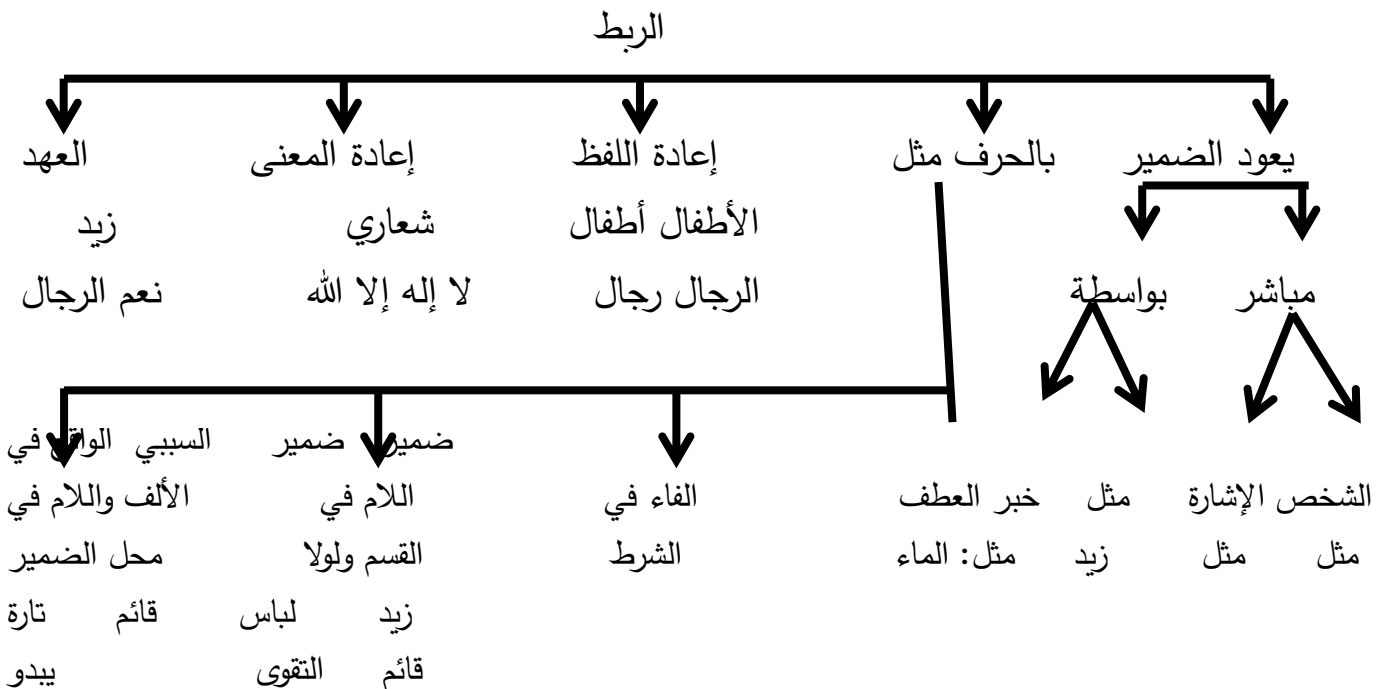 الربط
يعود الضمير بالحرف مثل إعادة اللفظ إعادة المعنى العهد
الأطفال أطفال شعاري زيد
مباشر بواسطة الرجال رجال لا إله إلا الله نعم الرجال
ضمير ضمير السببي الواقع في
الشخص الإشارة مثل خبر العطف الفاء في اللام في الألف واللام في
مثل مثل زيد مثل: الماء الشرط القسم ولولا محل الضمير
زيد لباس قائم تارة
قائم التقوى يبدو